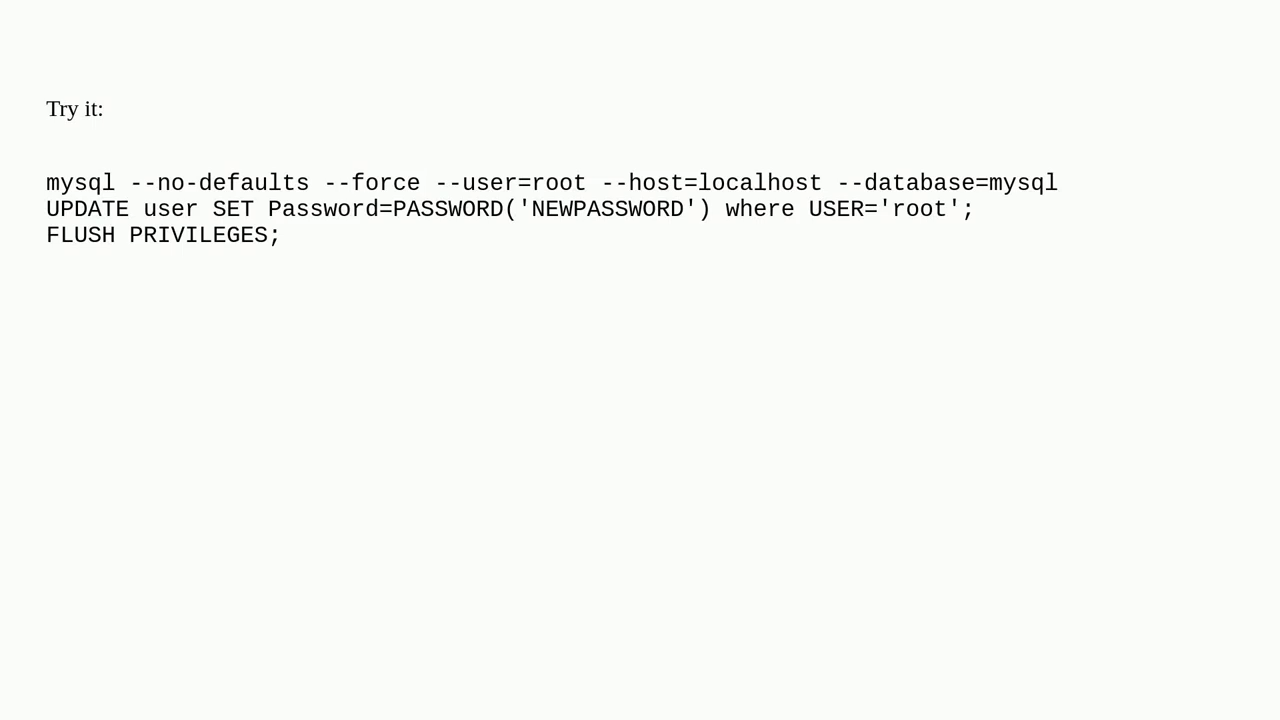 Try it:
mysql --no-defaults --force --user=root --host=localhost --database=mysql
UPDATE user SET Password=PASSWORD('NEWPASSWORD') where USER='root';
FLUSH PRIVILEGES;